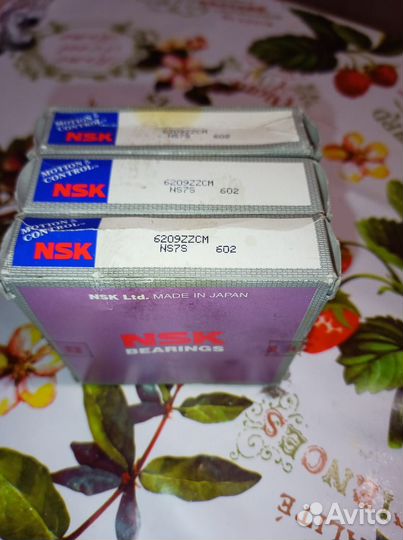 MOTION &
CONTROL
NSK
6209ZZCM
NS7S 602
MOTION &
CONTROL
NSK
6209ZZCM
NS7S 602
MOTION &
CONTROL
NSK
6209ZZCM
NS7S 602
NSK Ltd. MADE IN JAPAN
NSK
BEARINGS
Avito